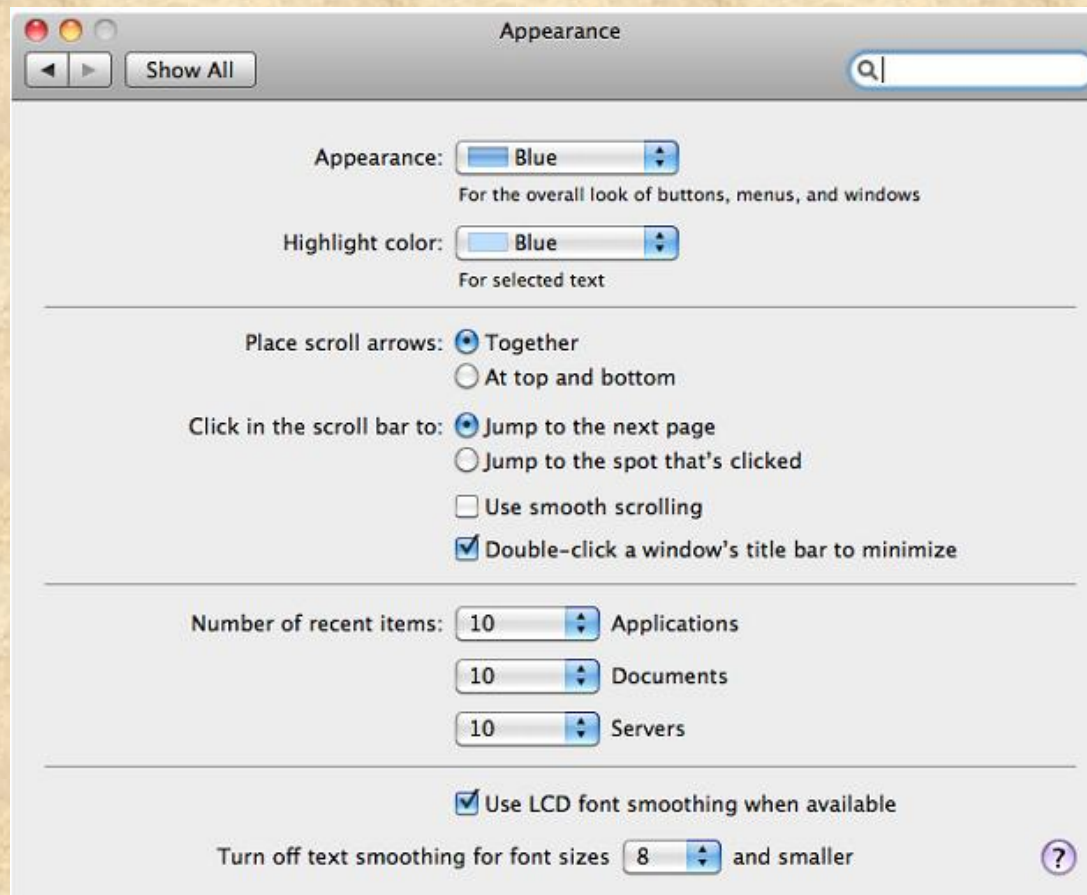 Appearance
Show All
Appearance: Blue
For the overall look of buttons, menus, and windows
Highlight color: Blue
For selected text
Place scroll arrows: Together
At top and bottom
Click in the scroll bar to: Jump to the next page
Jump to the spot that's clicked
Use smooth scrolling
Double-click a window's title bar to minimize
Number of recent items: 10 Applications
10 Documents
10 Servers
Use LCD font smoothing when available
Turn off text smoothing for font sizes 8 and smaller ?